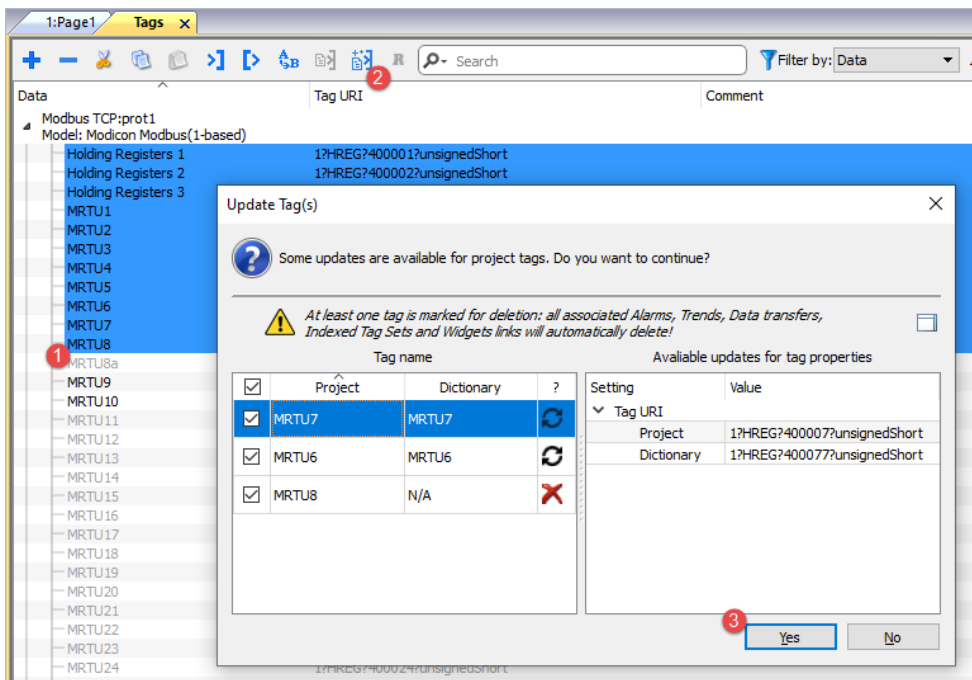 1:Page1 Tags x
Search Filter by: Data
2
Data Tag URI Comment
Modbus TCP:prot1
Model: Modicon Modbus(1-based)
Holding Registers 1 1?HREG?400001?unsignedShort
Holding Registers 2 1?HREG?400002?unsignedShort
Holding Registers 3
MRTU1
MRTU2
MRTU3
MRTU4
MRTU5
MRTU6
MRTU7
MRTU8
1
MRTU8a
MRTU9
MRTU10
MRTU11
MRTU12
MRTU13
MRTU14
MRTU15
MRTU16
MRTU17
MRTU18
MRTU19
MRTU20
MRTU21
MRTU22
MRTU23
MRTU24 1?HREG?400024?unsignedShort
Update Tag(s)
Some updates are available for project tags. Do you want to continue?
At least one tag is marked for deletion: all associated Alarms, Trends, Data transfers,
Indexed Tag Sets and Widgets links will automatically delete!
Tag name Avaliable updates for tag properties
Project Dictionary ? Setting Value
MRTU7 MRTU7
MRTU6 MRTU6
MRTU8 N/A
Tag URI
Project 1?HREG?400007?unsignedShort
Dictionary 1?HREG?400077?unsignedShort
3
Yes No